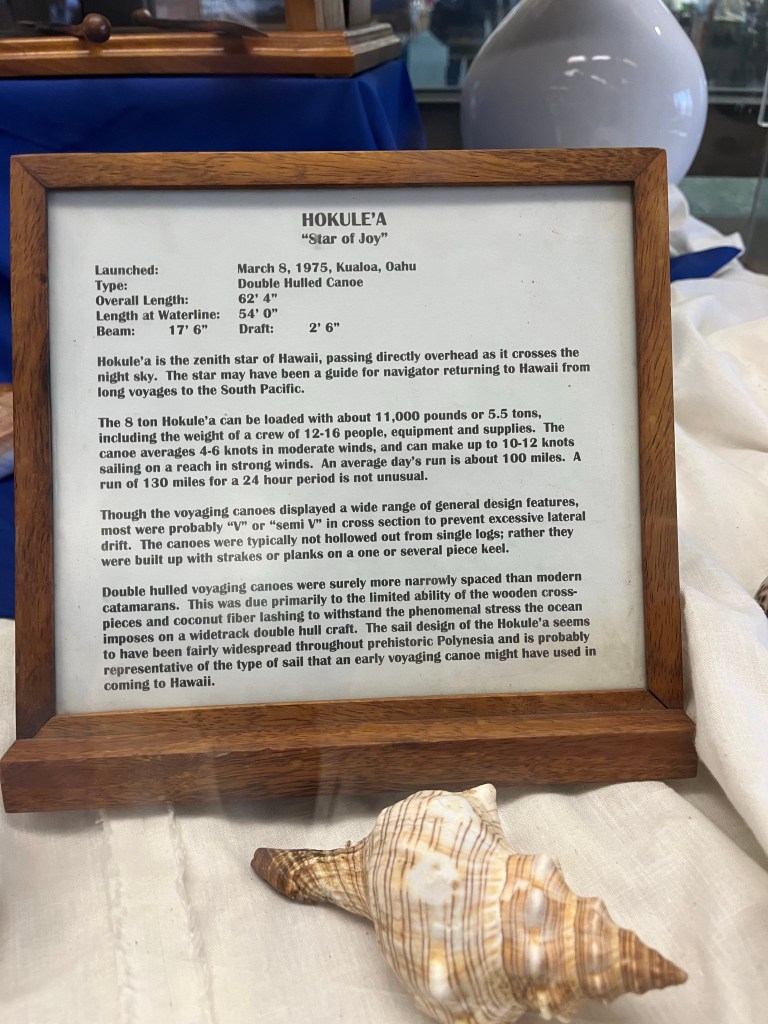 HOKULE'A
"Star of Joy"
Launched: March 8, 1975, Kualoa, Oahu
Type: Double Hulled Canoe
Overall Length: 62' 4"
Length at Waterline: 54' 0"
Beam: 17' 6" Draft: 2' 6"
Hokule'a is the zenith star of Hawaii, passing directly overhead as it crosses the
night sky. The star may have been a guide for navigator returning to Hawaii from
long voyages to the South Pacific.
The 8 ton Hokule'a can be loaded with about 11,000 pounds or 5.5 tons,
including the weight of a crew of 12-16 people, equipment and supplies. The
canoe averages 4-6 knots in moderate winds, and can make up to 10-12 knots
sailing on a reach in strong winds. An average day's run is about 100 miles. A
run of 130 miles for a 24 hour period is not unusual.
Though the voyaging canoes displayed a wide range of general design features,
most were probably "V" or "semi V" in cross section to prevent excessive lateral
drift. The canoes were typically not hollowed out from single logs; rather they
were built up with strakes or planks on a one or several piece keel.
Double hulled voyaging canoes were surely more narrowly spaced than modern
catamarans. This was due primarily to the limited ability of the wooden cross-
pieces and coconut fiber lashing to withstand the phenomenal stress the ocean
imposes on a widetrack double hull craft. The sail design of the Hokule'a seems
to have been fairly widespread throughout prehistoric Polynesia and is probably
representative of the type of sail that an early voyaging canoe might have used in
coming to Hawaii.